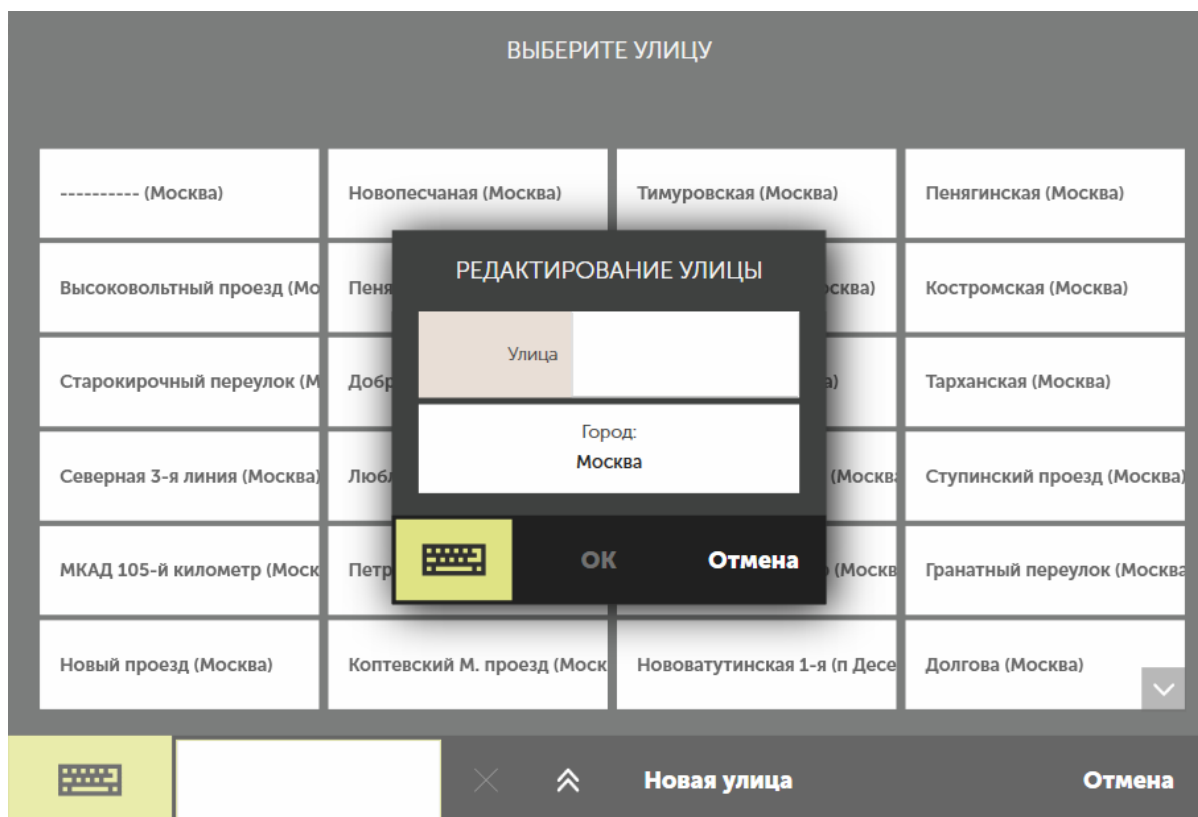 ВЫБЕРИТЕ УЛИЦУ
---------- (Москва)
Новопесчаная (Москва)
Тимуровская (Москва)
Пенягинская (Москва)
РЕДАКТИРОВАНИЕ УЛИЦЫ
Высоковольтный проезд (Мо
Пеня
сква)
Костромская (Москва)
Улица
Старокирочный переулок (М
Добр
а)
Тарханская (Москва)
Город:
Москва
Северная 3-я линия (Москва)
Любл
(Москва
Ступинский проезд (Москва)
МКАД 105-й километр (Моск
Петр
ОК
Отмена
(Москв
Гранатный переулок (Москва
Новый проезд (Москва)
Коптевский М. проезд (Моск
Нововатутинская 1-я (п Десе
Долгова (Москва)
Новая улица
Отмена